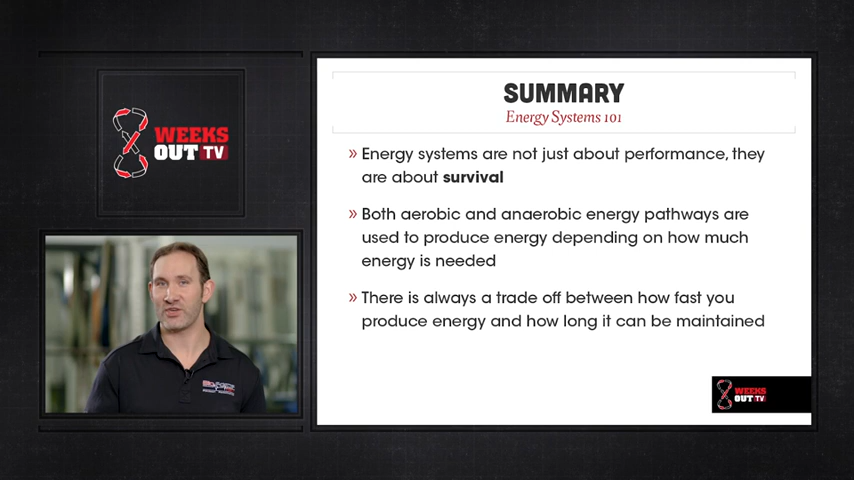 WEEKS
OUT TV
SUMMARY
Energy Systems 101
» Energy systems are not just about performance, they
are about survival
» Both aerobic and anaerobic energy pathways are
used to produce energy depending on how much
energy is needed
» There is always a trade off between how fast you
produce energy and how long it can be maintained
WEEKS
OUT TV